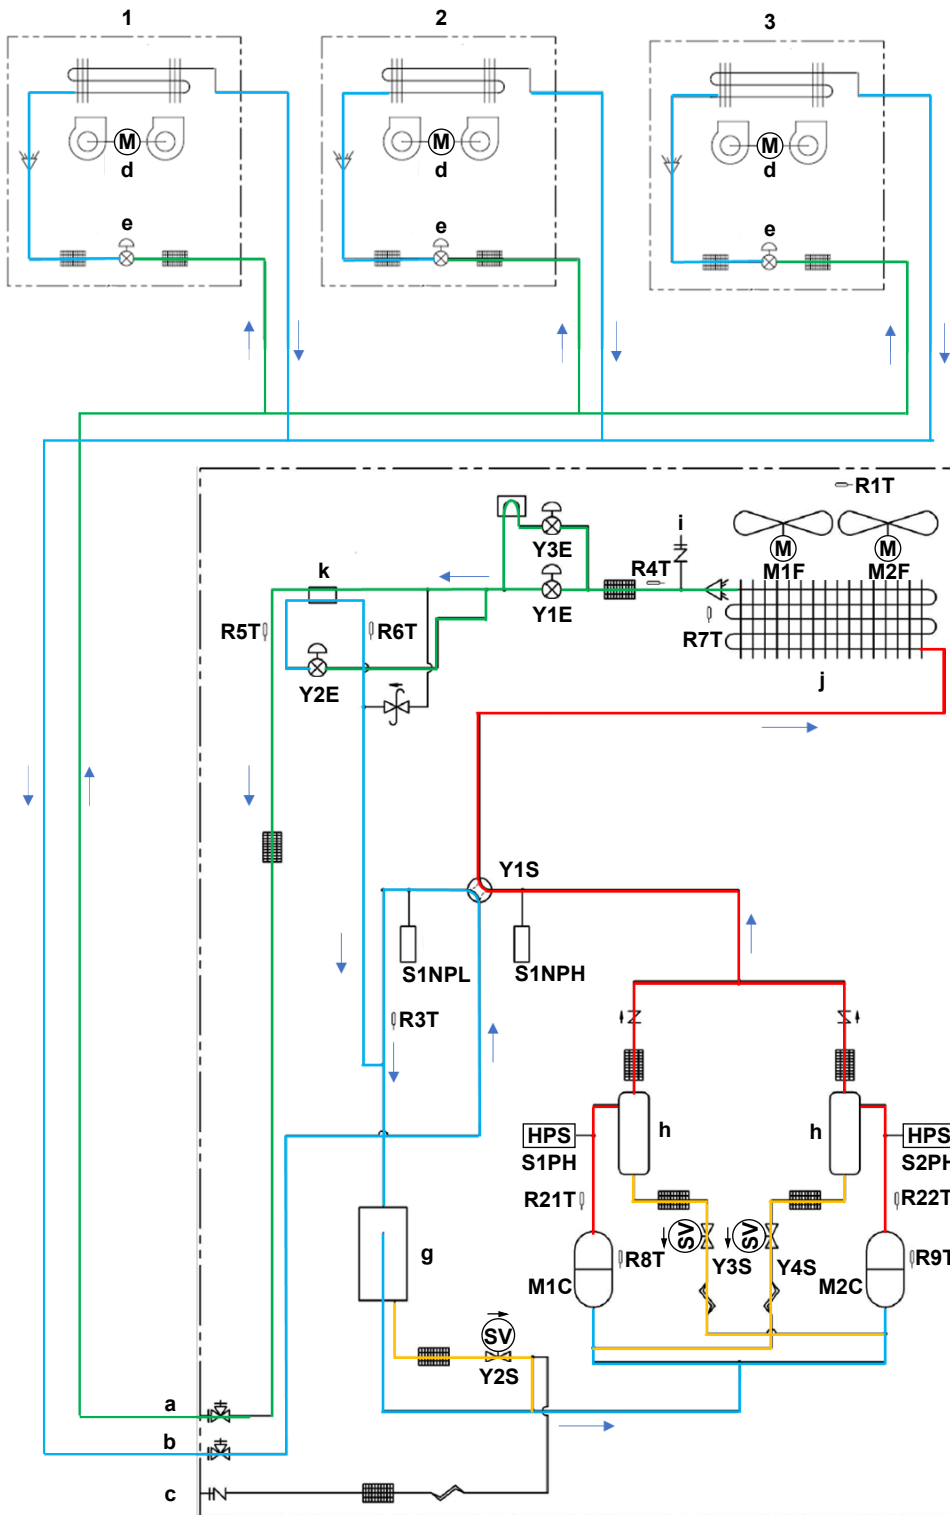 1 2 3
M M M
d d d
e e e
R1T
i
Y3E
M M
R4T
M1F M2F
k
Y1E
R5T R6T
R7T
Y2E
j
Y1S
S1NPL S1NPH
R3T
HPS h h HPS
S1PH S2PH
R21T R22T
SV SV
g R8T Y3S Y4S R9T
M1C M2C
SV
Y2S
a
b
c